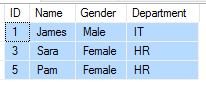 ID Name Gender Department
1 James Male IT
3 Sara Female HR
5 Pam Female HR